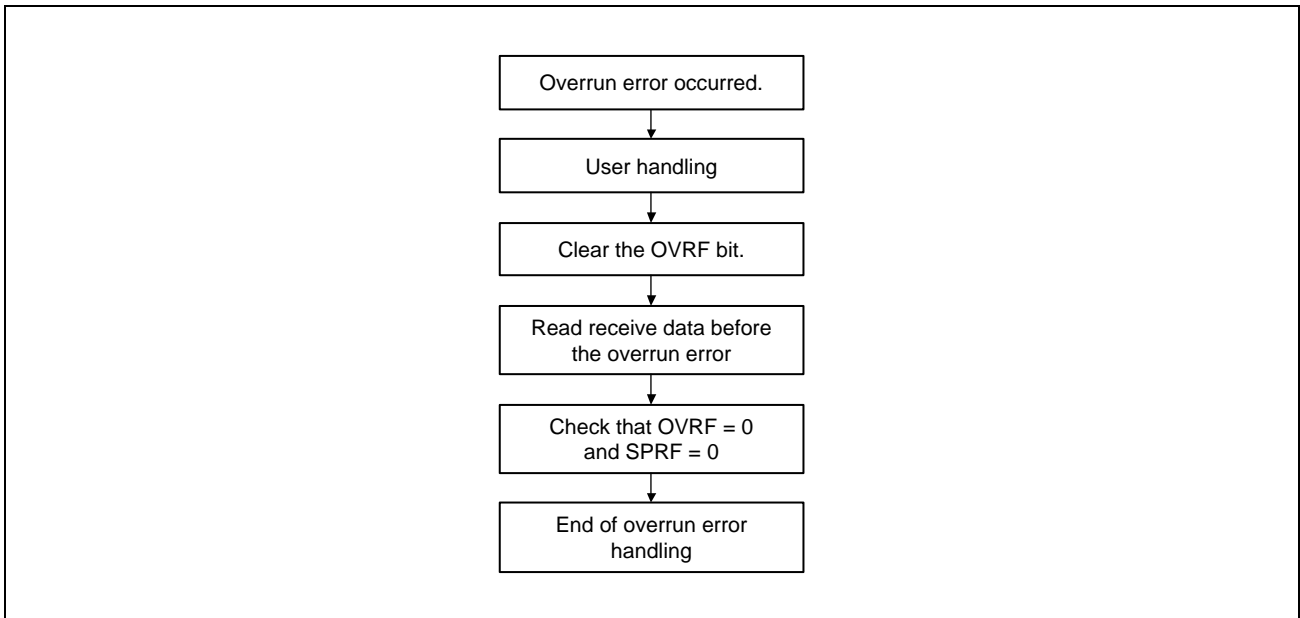 Overrun error occurred.
User handling
Clear the OVRF bit.
Read receive data before
the overrun error
Check that OVRF = 0
and SPRF = 0
End of overrun error
handling